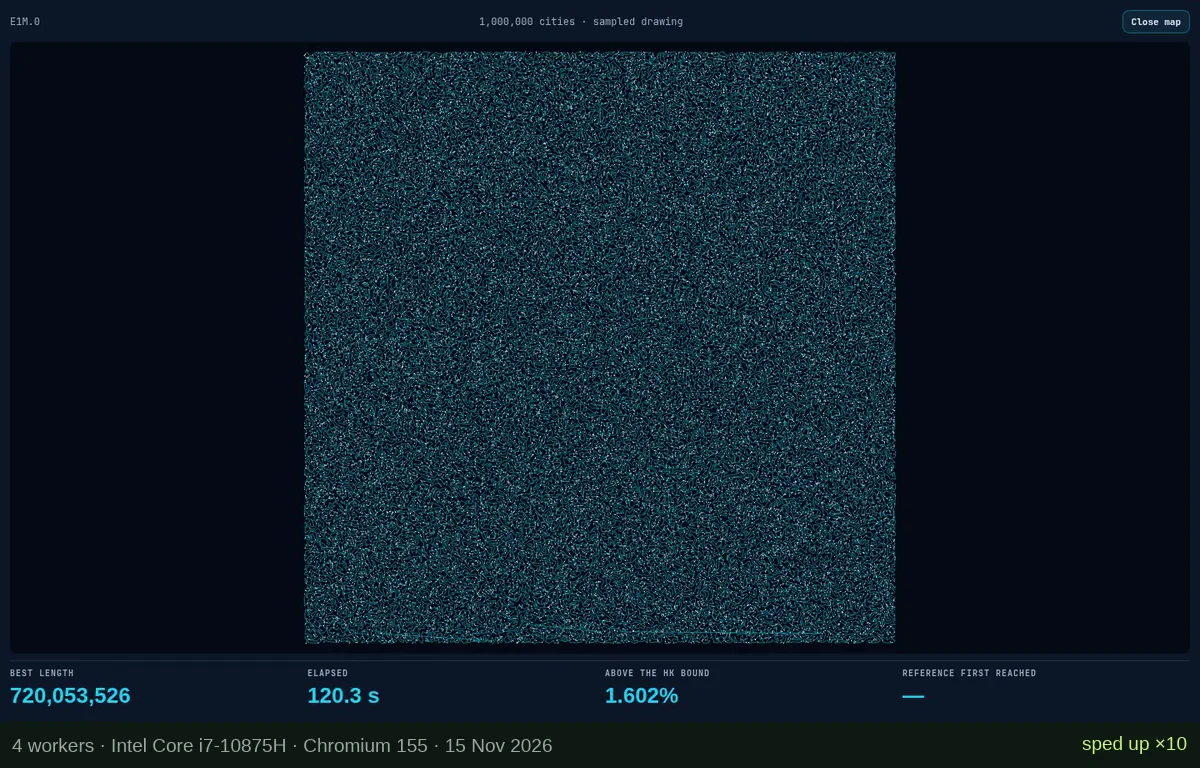 E1M.0
1,000,000 cities · sampled drawing
Close map
BEST LENGTH
720,053,526
ELAPSED
120.3 s
ABOVE THE HK BOUND
1.602%
REFERENCE FIRST REACHED
—
4 workers · Intel Core i7-10875H · Chromium 155 · 15 Nov 2026
sped up ×10